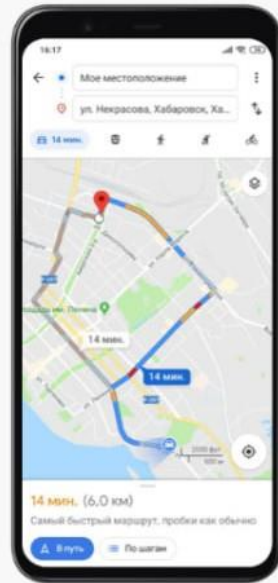 16:17
Мое местоположение
ул. Некрасова, Хабаровск, Ха...
14 мин.
14 мин.
14 мин.
14 мин. (6,0 км)
Самый быстрый маршрут, пробки как обычно
В путь
По шагам